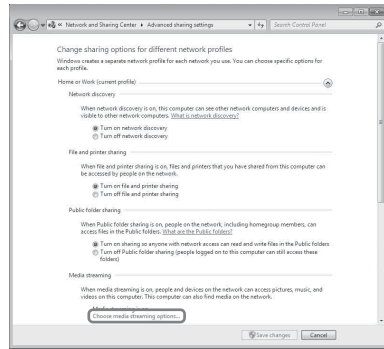 « Network and Sharing Center ▸ Advanced sharing settings
Search Control Panel
Change sharing options for different network profiles
Windows creates a separate network profile for each network you use. You can choose specific options for
each profile.
Home or Work (current profile)
Network discovery
When network discovery is on, this computer can see other network computers and devices and is
visible to other network computers. What is network discovery?
Turn on network discovery
Turn off network discovery
File and printer sharing
When file and printer sharing is on, files and printers that you have shared from this computer can
be accessed by people on the network.
Turn on file and printer sharing
Turn off file and printer sharing
Public folder sharing
When Public folder sharing is on, people on the network, including homegroup members, can
access files in the Public folders. What are the Public folders?
Turn on sharing so anyone with network access can read and write files in the Public folders
Turn off Public folder sharing (people logged on to this computer can still access these
folders)
Media streaming
When media streaming is on, people and devices on the network can access pictures, music, and
videos on this computer. This computer can also find media on the network.
Choose media streaming options...
Save changes
Cancel